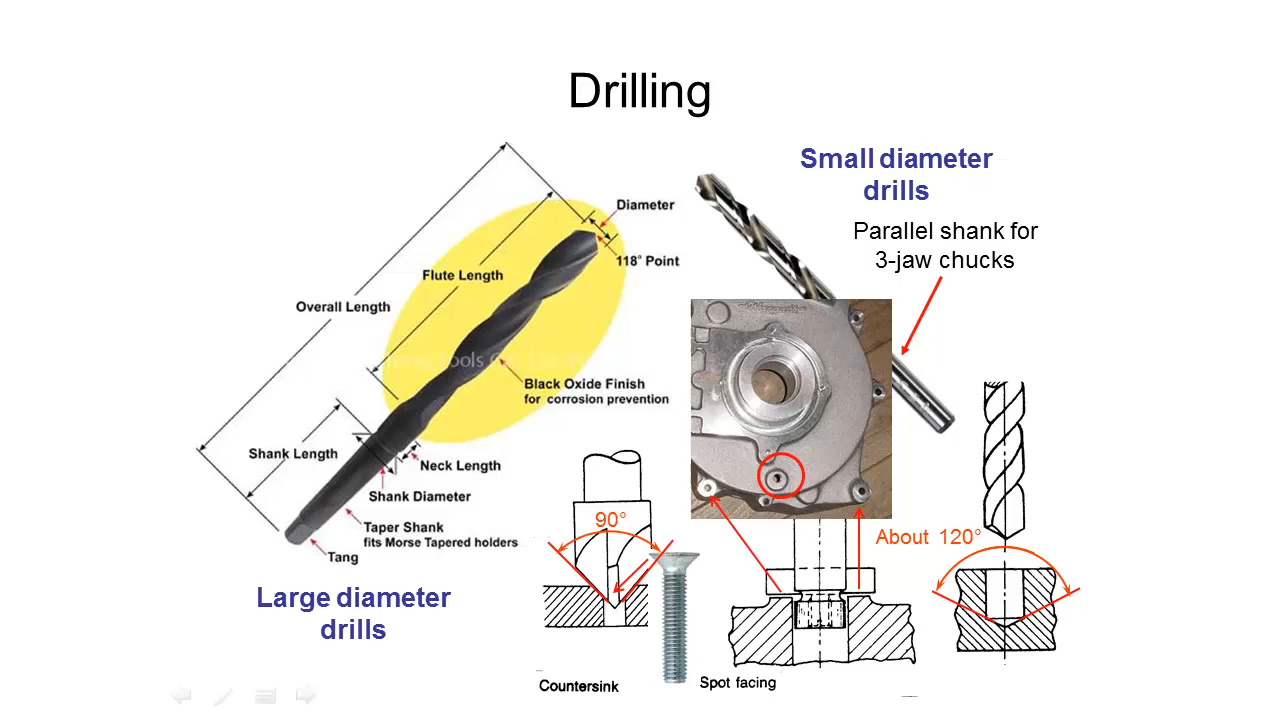 Drilling
Small diameter
drills
Parallel shank for
3-jaw chucks
Diameter
118° Point
Flute Length
Overall Length
Black Oxide Finish
for corrosion prevention
Shank Length
Neck Length
Shank Diameter
Taper Shank
fits Morse Tapered holders
Tang
Large diameter
drills
90°
About 120°
Countersink
Spot facing